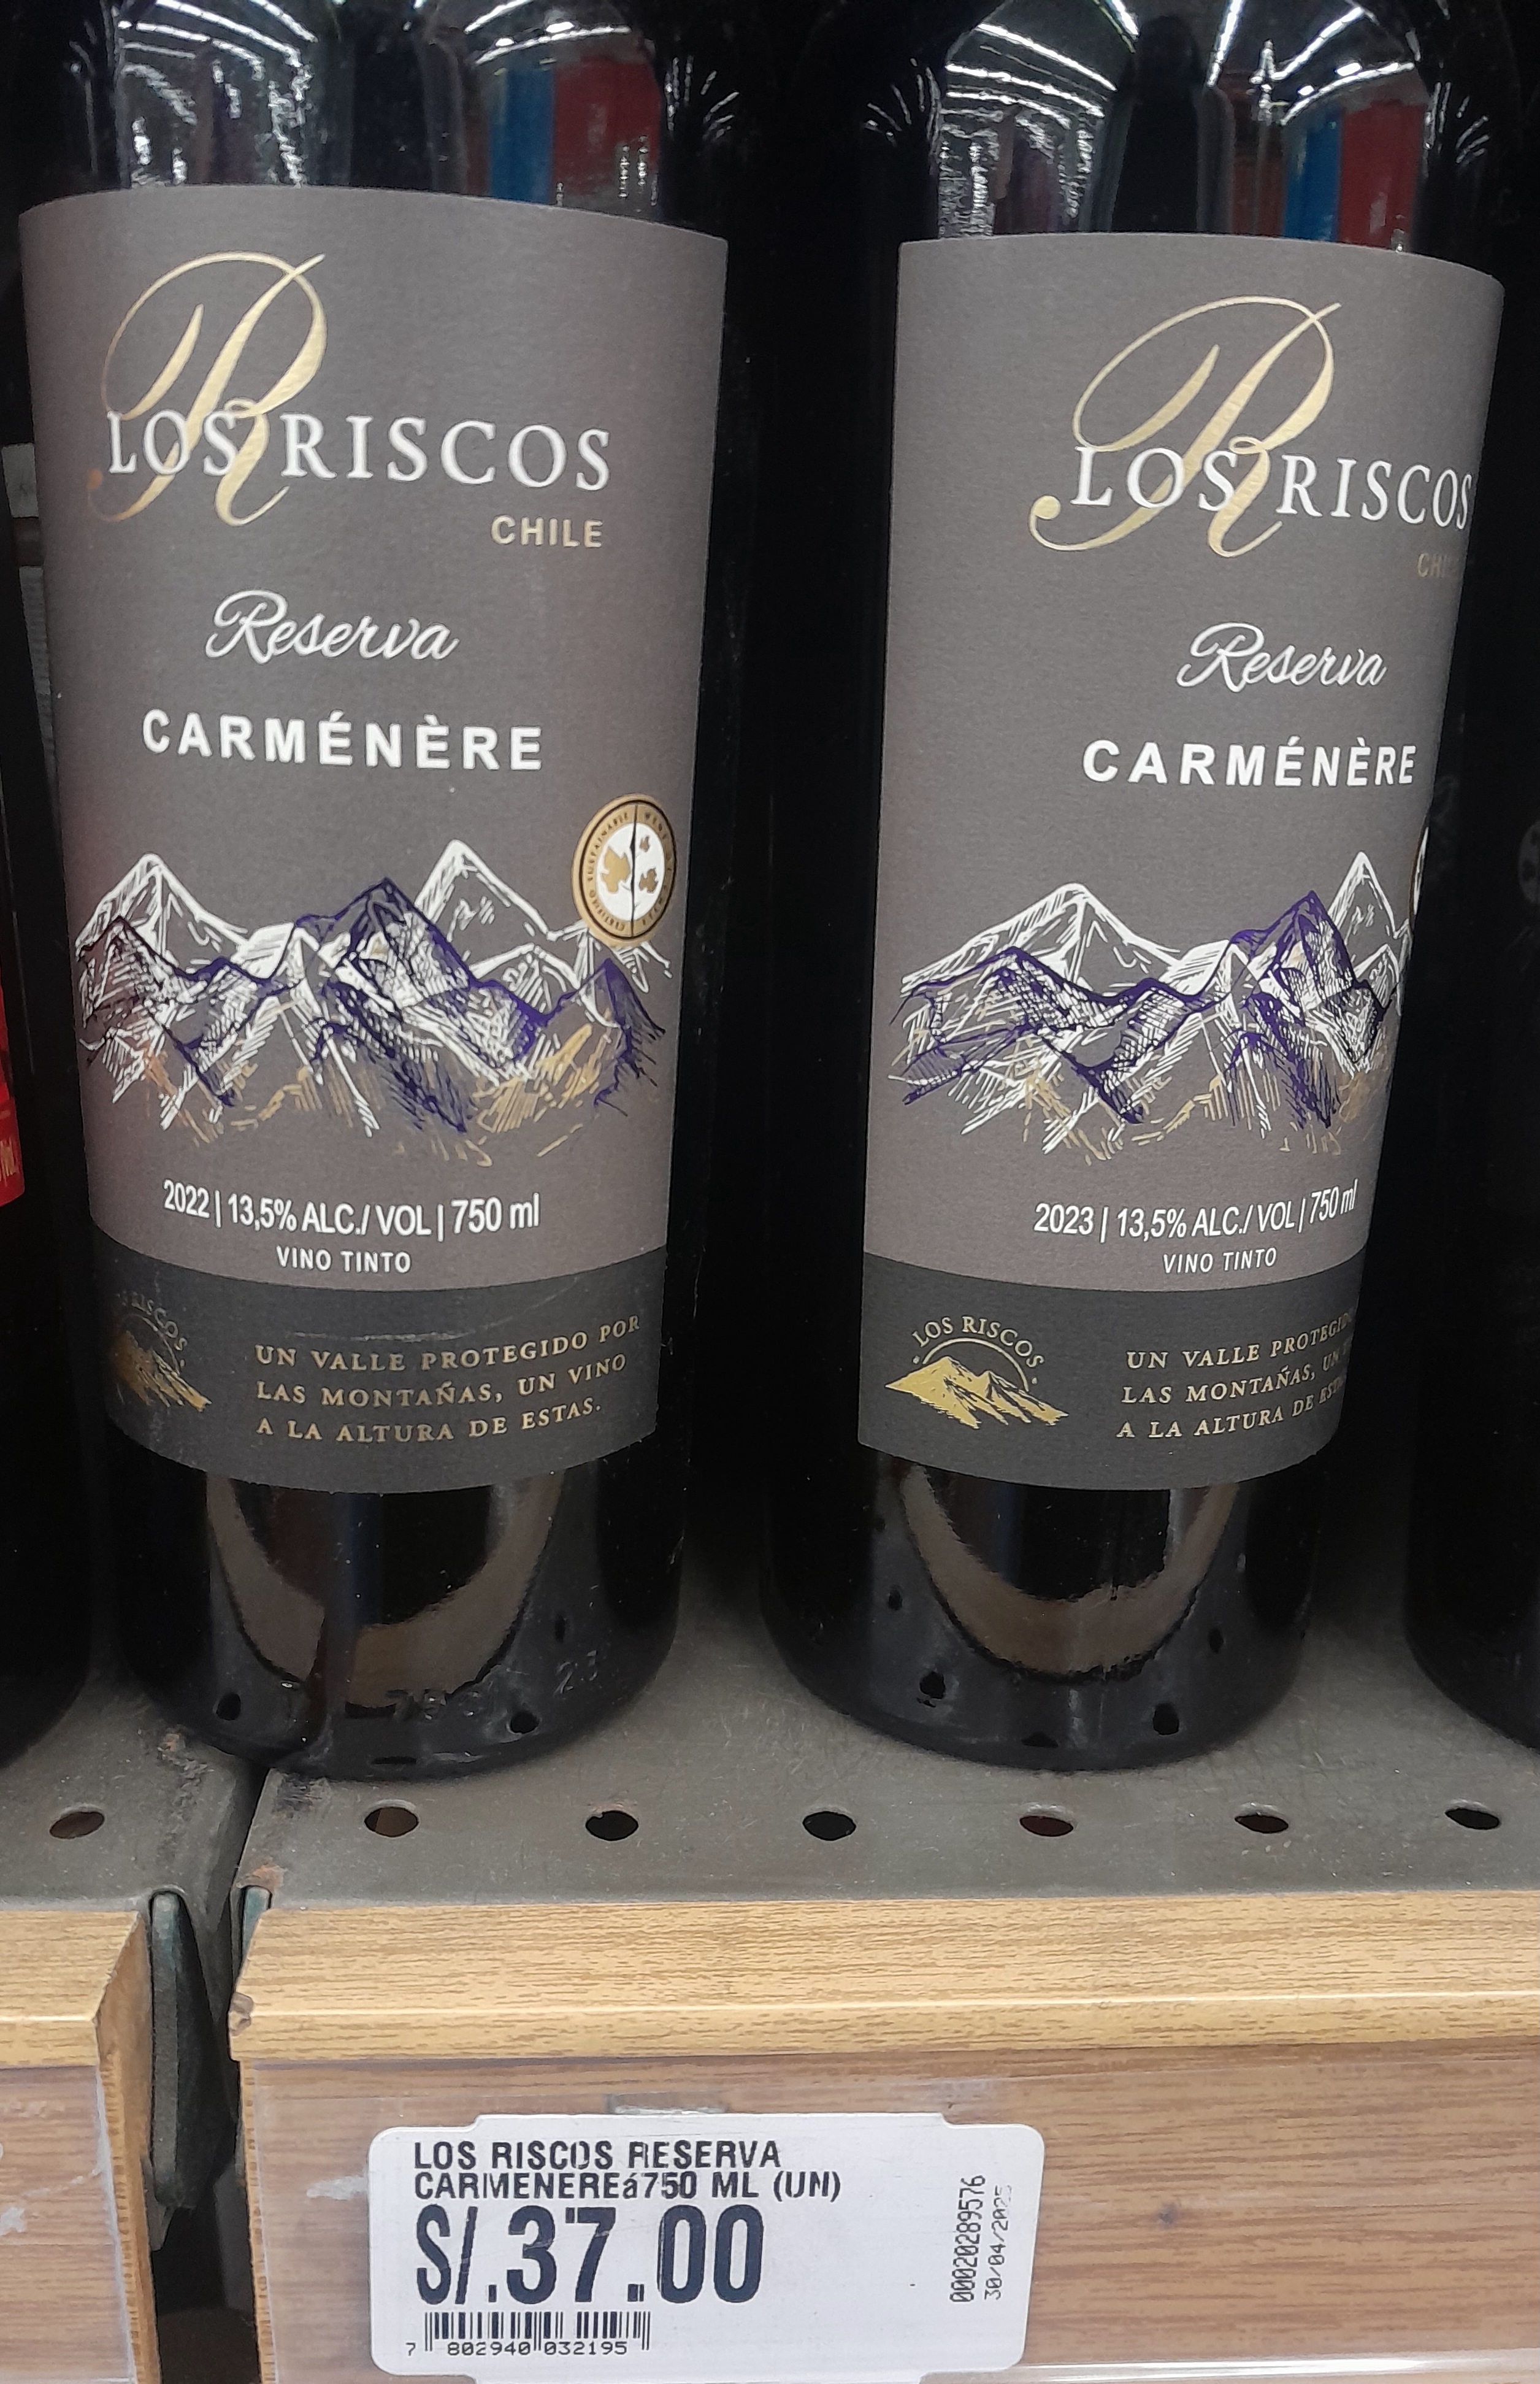 LOS RISCOS
CHILE
Reserva
CARMÉNÈRE
2022 | 13,5% ALC./ VOL | 750 ml
VINO TINTO
RISCOS
UN VALLE PROTEGIDO POR
LAS MONTAÑAS, UN VINO
A LA ALTURA DE ESTAS.
LOS RISCOS
Reserva
CARMÉNÈRE
2023 | 13,5% ALC./ VOL | 750 ml
VINO TINTO
LOS RISCOS
UN VALLE
LAS MONTAÑAS, UN
A LA ALTURA DE
LOS RISCOS RESERVA
CARMENEREá750 ML (UN)
S/.37.00
7 802940 032195
00020289576
30/04/2025